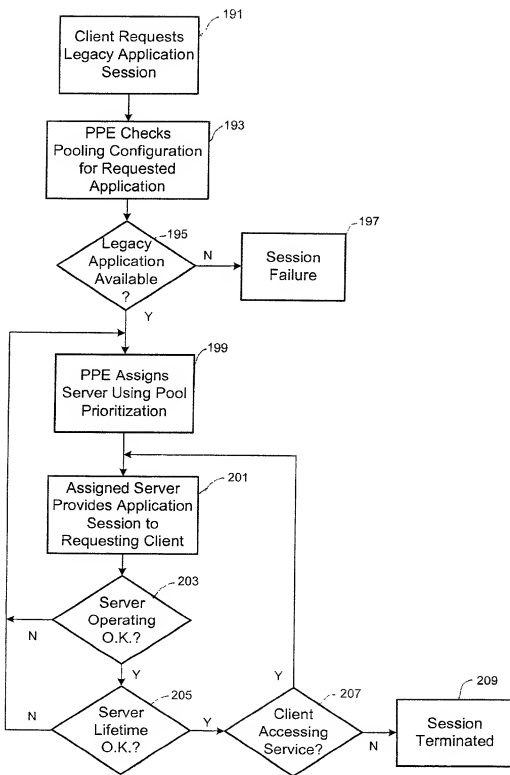 191
Client Requests
Legacy Application
Session
193
PPE Checks
Pooling Configuration
for Requested
Application
195
Legacy
Application
Available
?
N
197
Session
Failure
Y
199
PPE Assigns
Server Using Pool
Prioritization
201
Assigned Server
Provides Application
Session to
Requesting Client
203
Server
Operating
O.K.?
N
Y
205
Server
Lifetime
O.K.?
N
Y
Y
207
Client
Accessing
Service?
N
209
Session
Terminated